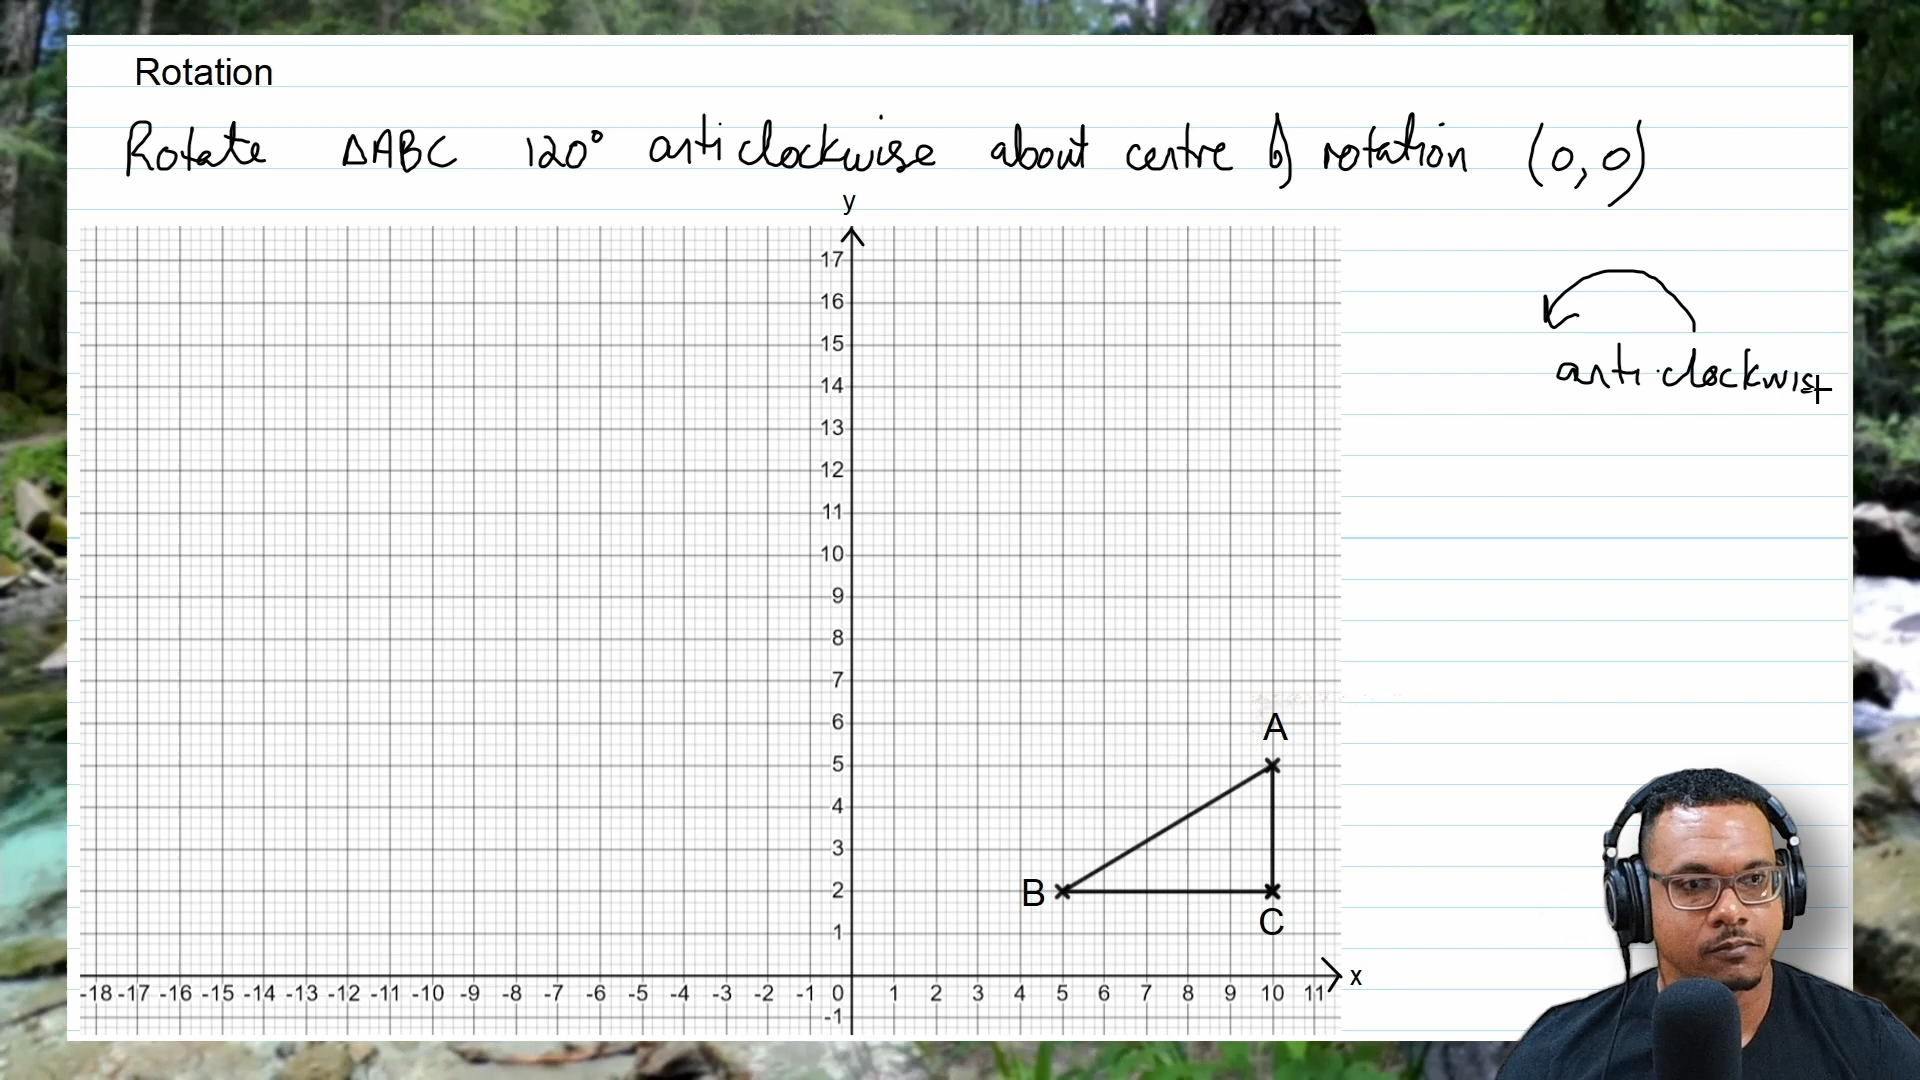 Rotation
Rotate ΔABC 120° anticlockwise about centre of rotation (0,0)
y
17
16
15
14
13
12
11
10
9
8
7
6
5
4
3
2
1
anticlockwise
A
B
C
-18 -17 -16 -15 -14 -13 -12 -11 -10 -9 -8 -7 -6 -5 -4 -3 -2 -1 0 1 2 3 4 5 6 7 8 9 10 11 x
-1